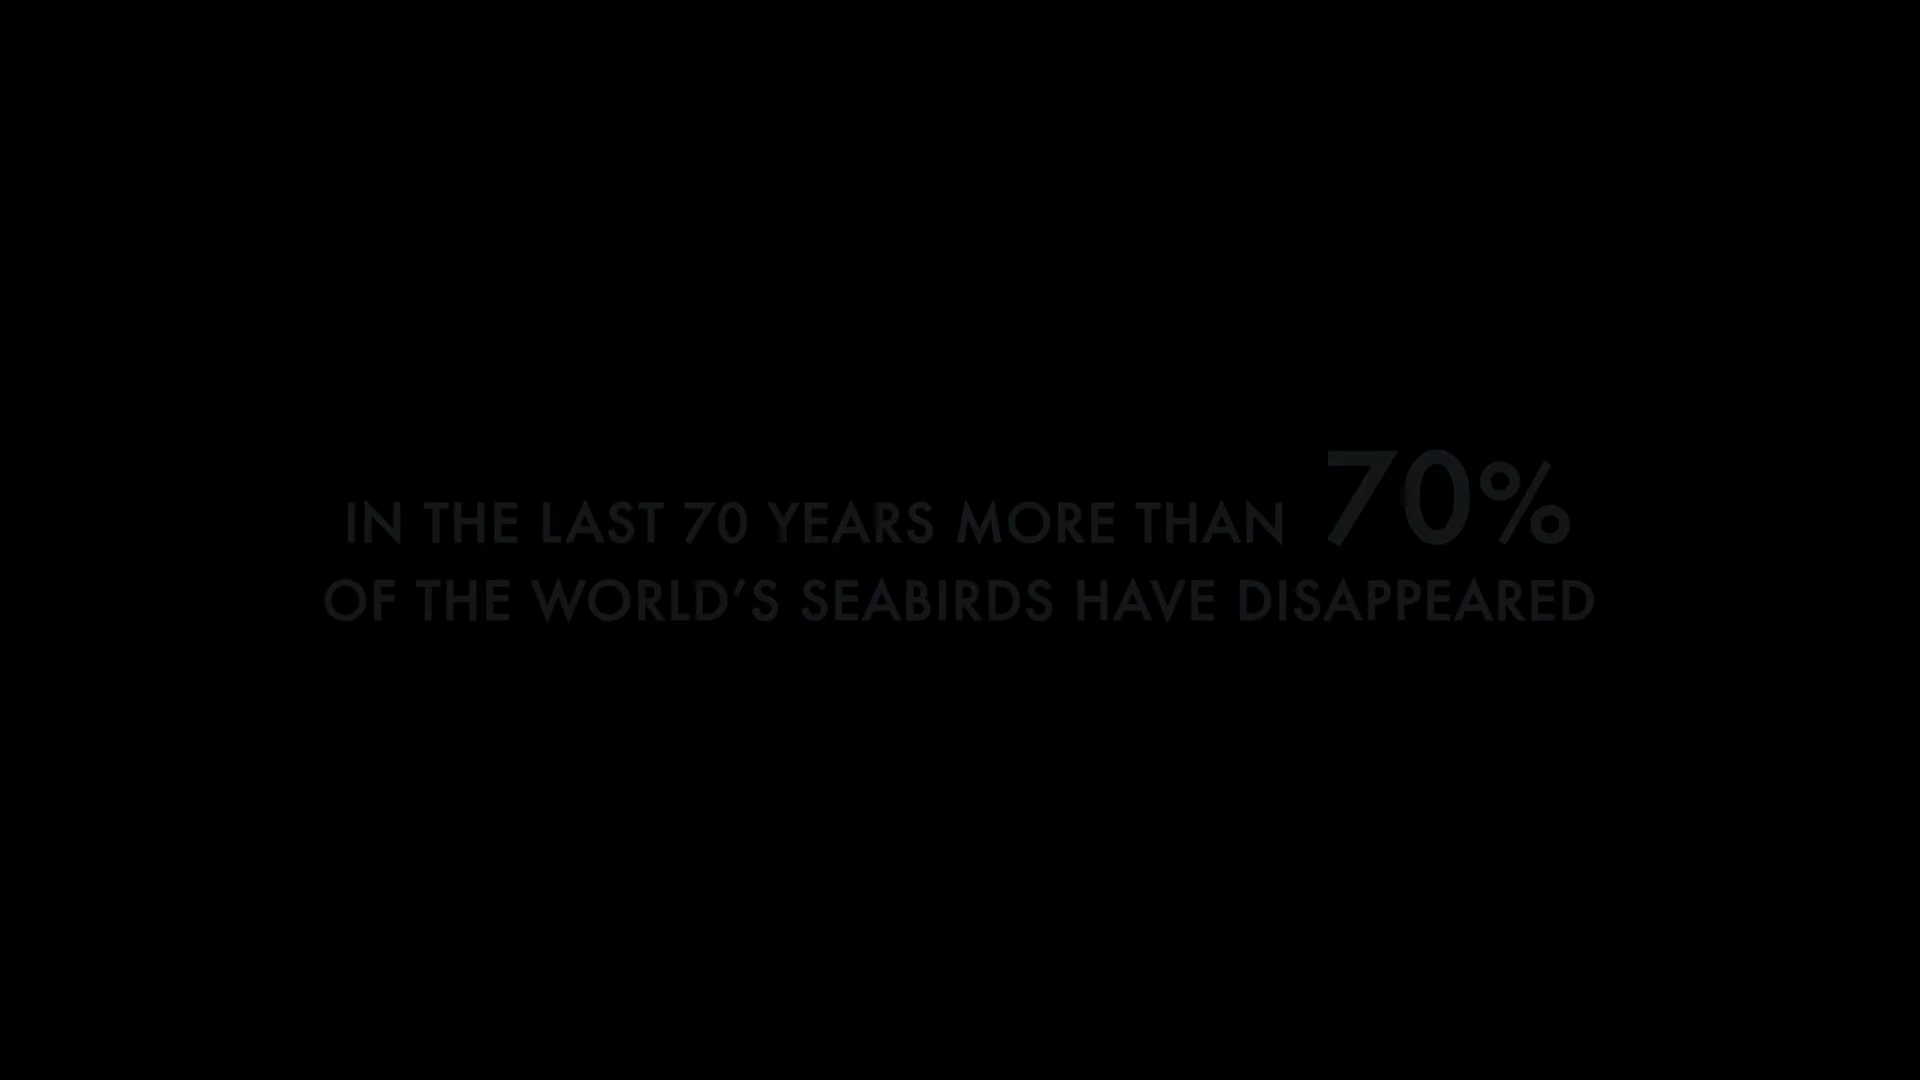 IN THE LAST 70 YEARS MORE THAN 70%
OF THE WORLD’S SEABIRDS HAVE DISAPPEARED